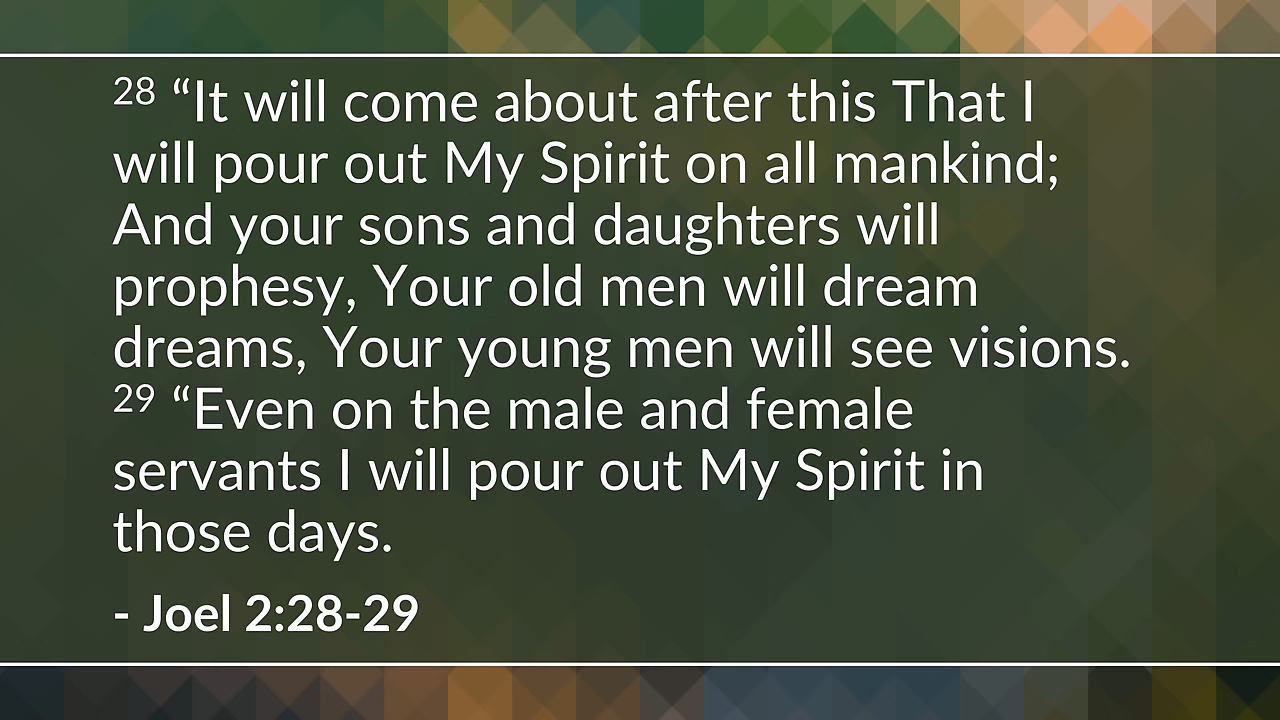 28 “It will come about after this That I
will pour out My Spirit on all mankind;
And your sons and daughters will
prophesy, Your old men will dream
dreams, Your young men will see visions.
29 “Even on the male and female
servants I will pour out My Spirit in
those days.
- Joel 2:28-29